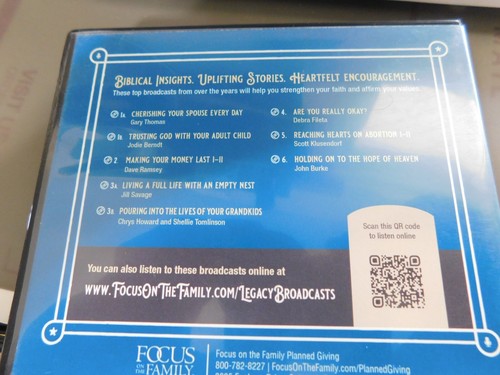 Biblical Insights. Uplifting Stories. Heartfelt Encouragement.
These top broadcasts from over the years will help you strengthen your faith and affirm your values.
1A CHERISHING YOUR SPOUSE EVERY DAY
Gary Thomas
1B TRUSTING GOD WITH YOUR ADULT CHILD
Jodie Berndt
2 MAKING YOUR MONEY LAST I-II
Dave Ramsey
3A LIVING A FULL LIFE WITH AN EMPTY NEST
Jill Savage
3B POURING INTO THE LIVES OF YOUR GRANDKIDS
Chrys Howard and Shellie Tomlinson
4. ARE YOU REALLY OKAY?
Debra Fileta
5. REACHING HEARTS ON ABORTION I-II
Scott Klusendorf
6. HOLDING ON TO THE HOPE OF HEAVEN
John Burke
Scan this QR code
to listen online
You can also listen to these broadcasts online at
www.FocusOnTheFamily.com/LegacyBroadcasts
FOCUS
ON THE
FAMILY
Focus on the Family Planned Giving
800-782-8227 | FocusOnTheFamily.com/PlannedGiving